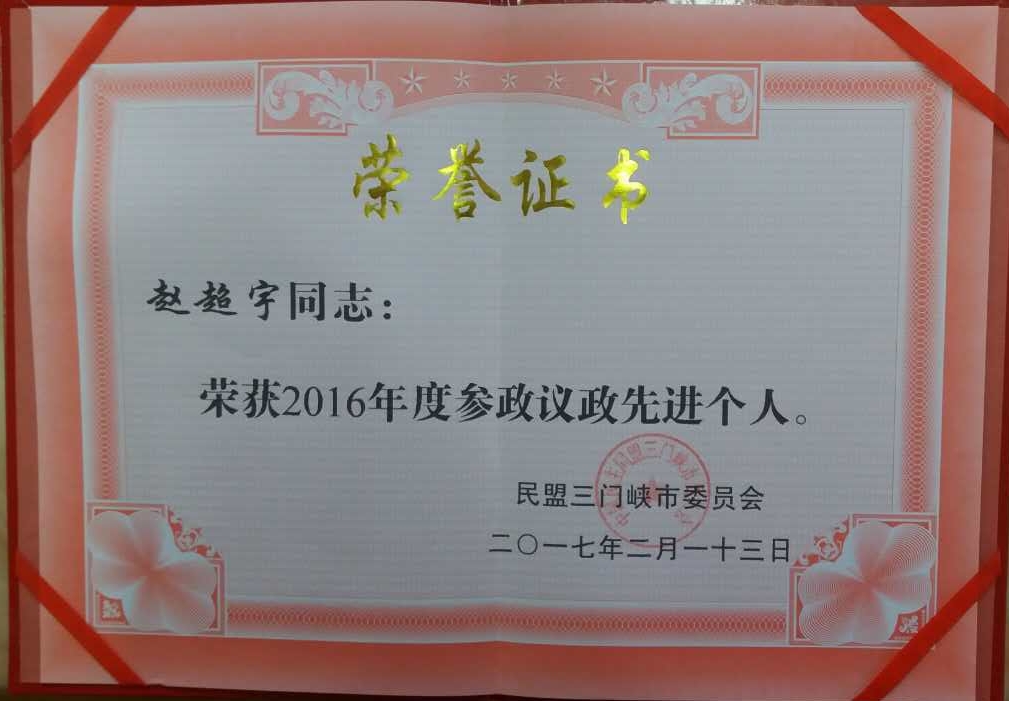 荣誉证书
赵超宇同志：
荣获2016年度参政议政先进个人。
民盟三门峡市委员会
二〇一七年二月一十三日